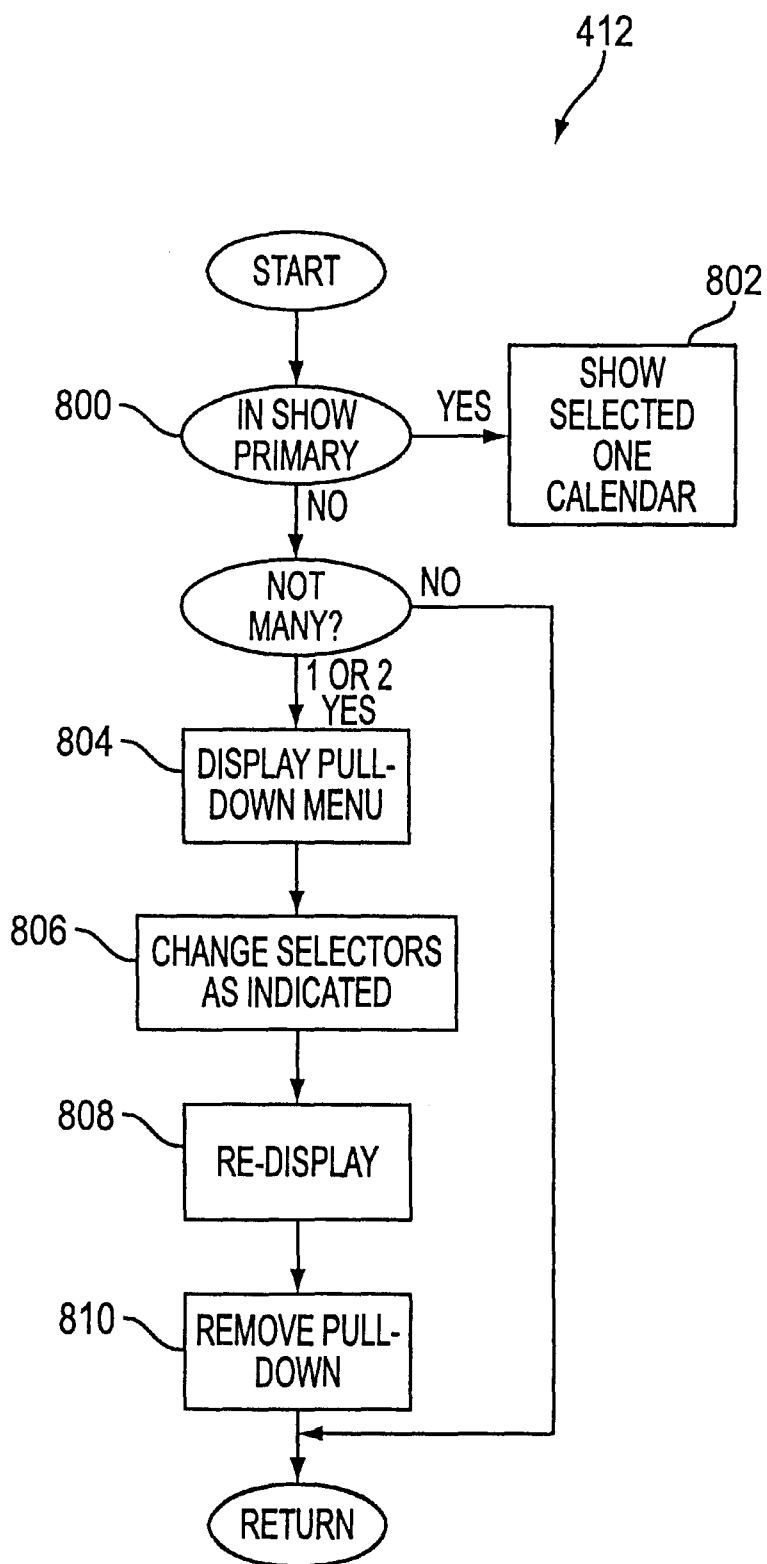 412
START
802
800
IN SHOW
PRIMARY
YES
SHOW
SELECTED
ONE
CALENDAR
NO
NOT
MANY?
NO
1 OR 2
YES
804
DISPLAY PULL-
DOWN MENU
806
CHANGE SELECTORS
AS INDICATED
808
RE-DISPLAY
810
REMOVE PULL-
DOWN
RETURN